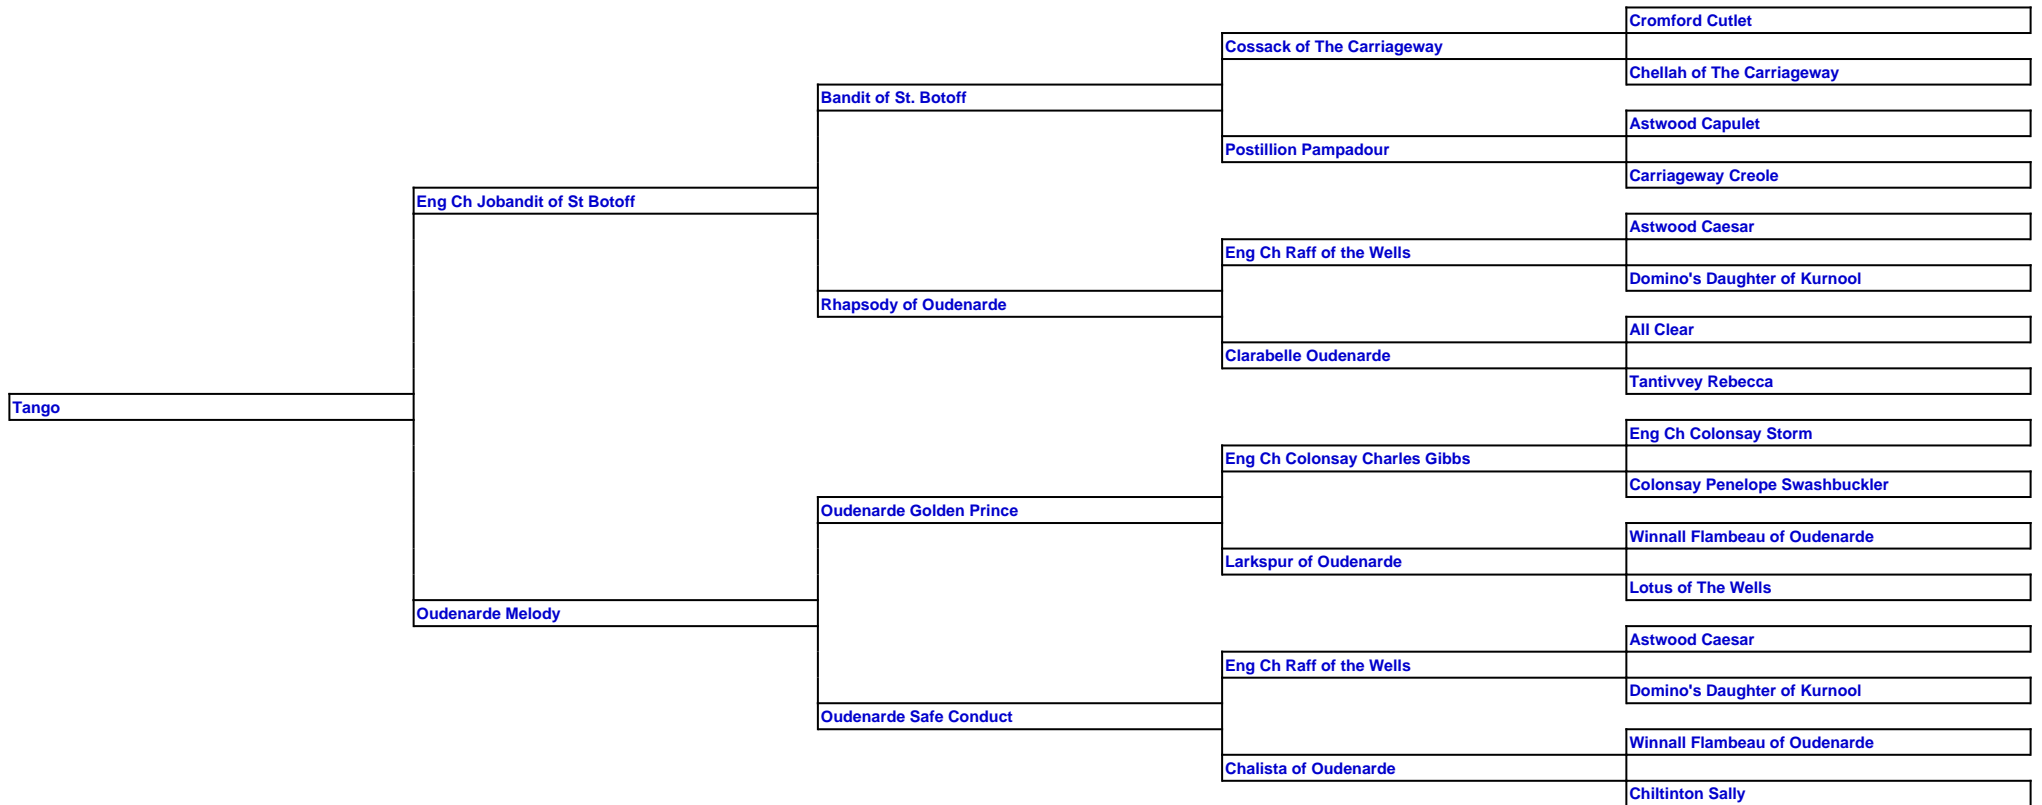 Cromford Cutlet
Cossack of The Carriageway
Chellah of The Carriageway
Bandit of St. Botoff
Astwood Capulet
Postillion Pampadour
Carriageway Creole
Eng Ch Jobandit of St Botoff
Astwood Caesar
Eng Ch Raff of the Wells
Domino's Daughter of Kurnool
Rhapsody of Oudenarde
All Clear
Clarabelle Oudenarde
Tantivvey Rebecca
Tango
Eng Ch Colonsay Storm
Eng Ch Colonsay Charles Gibbs
Colonsay Penelope Swashbuckler
Oudenarde Golden Prince
Winnall Flambeau of Oudenarde
Larkspur of Oudenarde
Lotus of The Wells
Oudenarde Melody
Astwood Caesar
Eng Ch Raff of the Wells
Domino's Daughter of Kurnool
Oudenarde Safe Conduct
Winnall Flambeau of Oudenarde
Chalista of Oudenarde
Chiltinton Sally